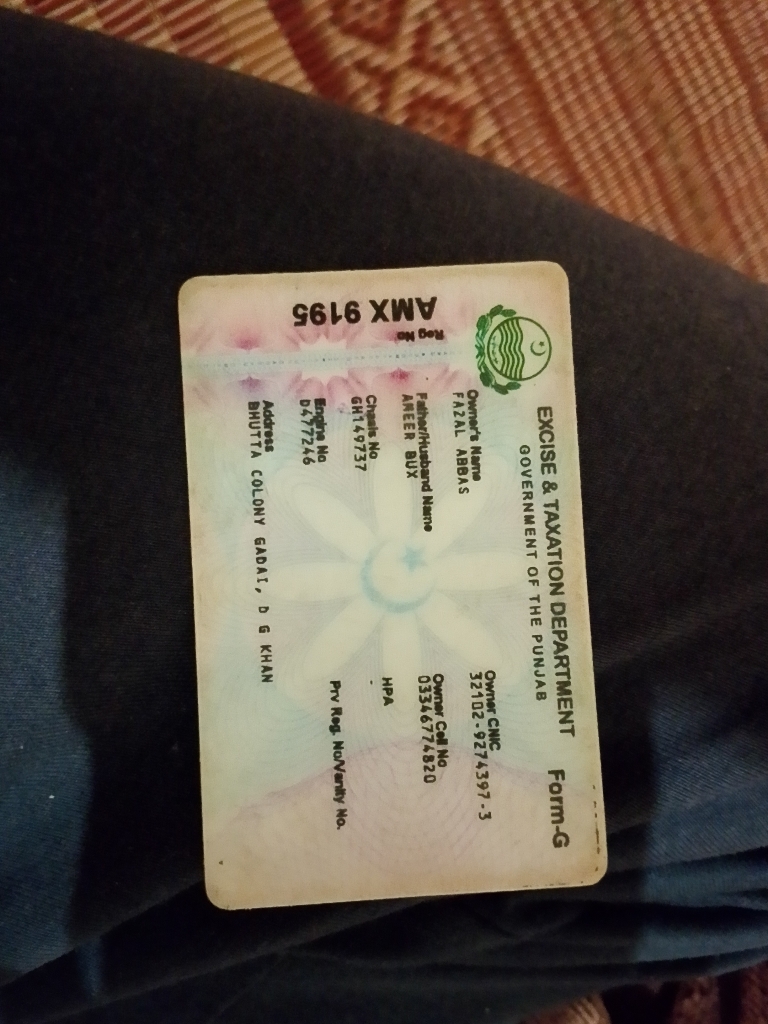 EXCISE & TAXATION DEPARTMENT Form-G
GOVERNMENT OF THE PUNJAB
Reg No
AMX 9195
Owner's Name
FAZAL ABBAS
Owner CNIC
32102-9274397-3
Father/Husband Name
AMEER BUX
Owner Cell No
03346774820
Chasis No
GH149737
HPA
-
Engine No
D477246
Prv Reg. No/Vanity No.
Address
BHUTTA COLONY GADAI, D G KHAN